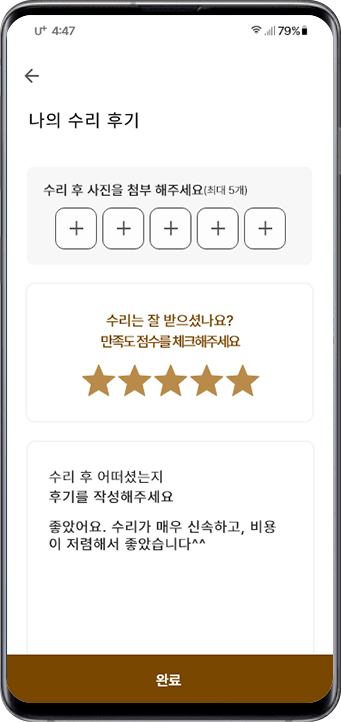 U+ 4:47 79%
나의 수리 후기
수리 후 사진을 첨부 해주세요(최대 5개)
+ + + + +
수리는 잘 받으셨나요?
만족도 점수를 체크해주세요
수리 후 어떠셨는지
후기를 작성해주세요
좋았어요. 수리가 매우 신속하고, 비용
이 저렴해서 좋았습니다^^
완료